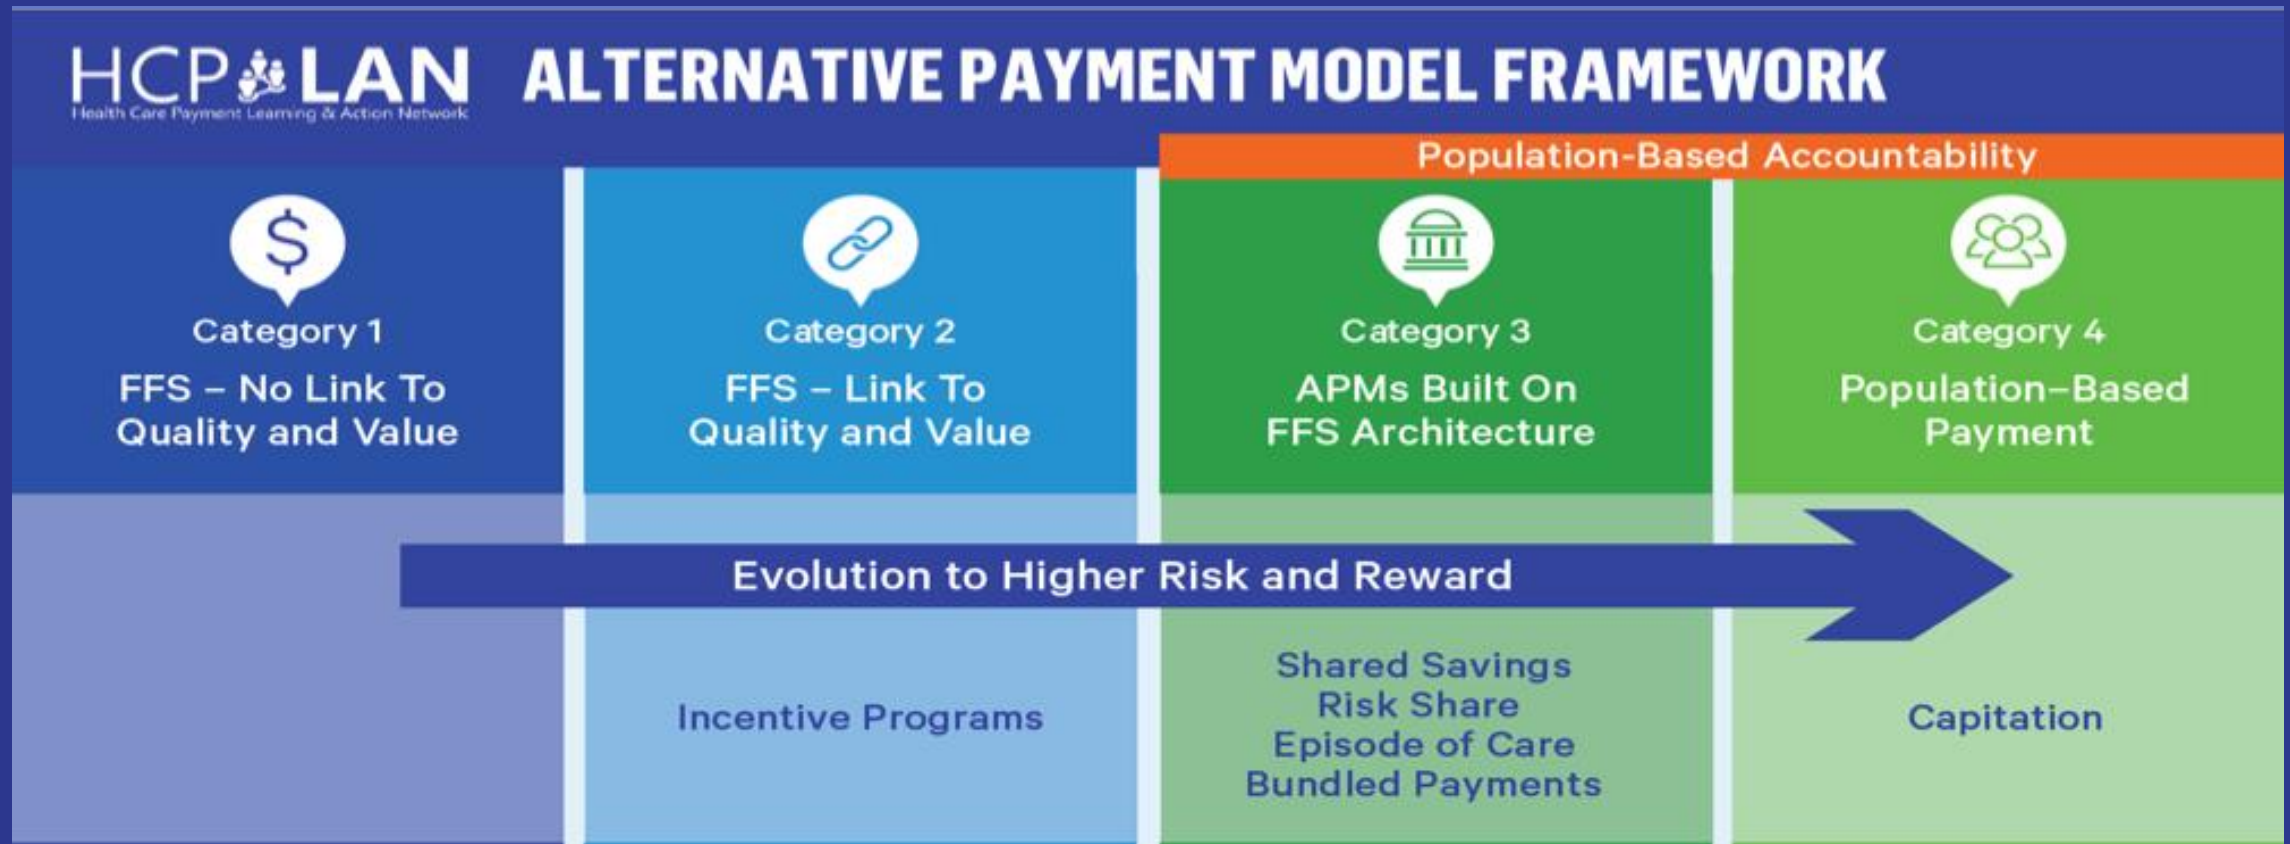 HCP LAN
Health Care Payment Learning & Action Network
ALTERNATIVE PAYMENT MODEL FRAMEWORK
Population-Based Accountability
$
Category 1
FFS – No Link To
Quality and Value
Category 2
FFS – Link To
Quality and Value
Category 3
APMs Built On
FFS Architecture
Category 4
Population–Based
Payment
Evolution to Higher Risk and Reward
Incentive Programs
Shared Savings
Risk Share
Episode of Care
Bundled Payments
Capitation